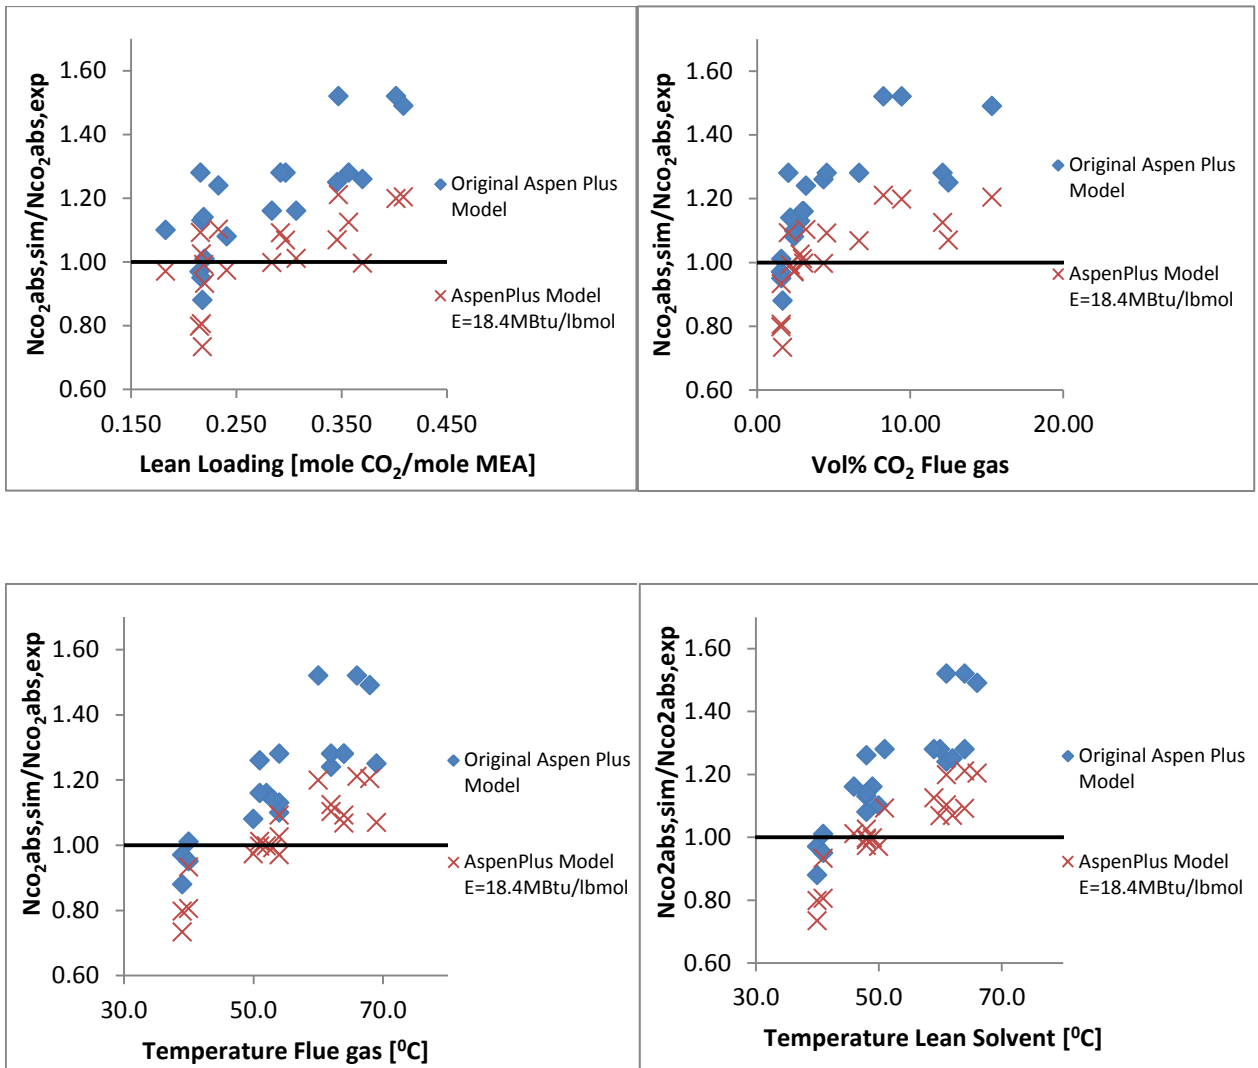 Nco₂abs,sim/Nco₂abs,exp
1.60
1.40
1.20
1.00
0.80
0.60
0.150
0.250
0.350
0.450
Lean Loading [mole CO₂/mole MEA]
Original Aspen Plus
Model
AspenPlus Model
E=18.4MBtu/lbmol
Nco₂abs,sim/Nco₂abs,exp
1.60
1.40
1.20
1.00
0.80
0.60
0.00
10.00
20.00
Vol% CO₂ Flue gas
Original Aspen Plus
Model
AspenPlus Model
E=18.4MBtu/lbmol
Nco₂abs,sim/Nco₂abs,exp
1.60
1.40
1.20
1.00
0.80
0.60
30.0
50.0
70.0
Temperature Flue gas [⁰C]
Original Aspen Plus
Model
AspenPlus Model
E=18.4MBtu/lbmol
Nco2abs,sim/Nco2abs,exp
1.60
1.40
1.20
1.00
0.80
0.60
30.0
50.0
70.0
Temperature Lean Solvent [⁰C]
Original Aspen Plus
Model
AspenPlus Model
E=18.4MBtu/lbmol